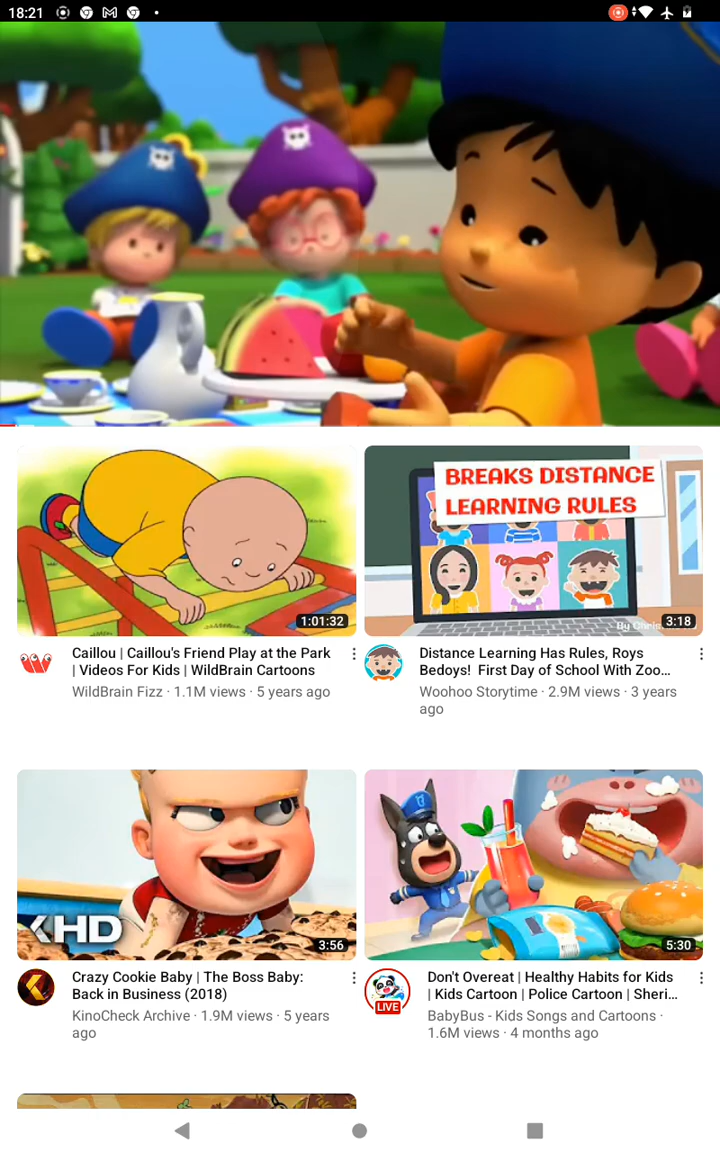 18:21
BREAKS DISTANCE
LEARNING RULES
1:01:32
3:18
Caillou | Caillou's Friend Play at the Park
| Videos For Kids | WildBrain Cartoons
WildBrain Fizz · 1.1M views · 5 years ago
Distance Learning Has Rules, Roys
Bedoys! First Day of School With Zoo...
Woohoo Storytime · 2.9M views · 3 years
ago
KHD
3:56
5:30
Crazy Cookie Baby | The Boss Baby:
Back in Business (2018)
KinoCheck Archive · 1.9M views · 5 years
ago
LIVE
Don't Overeat | Healthy Habits for Kids
| Kids Cartoon | Police Cartoon | Sheri...
BabyBus - Kids Songs and Cartoons ·
1.6M views · 4 months ago